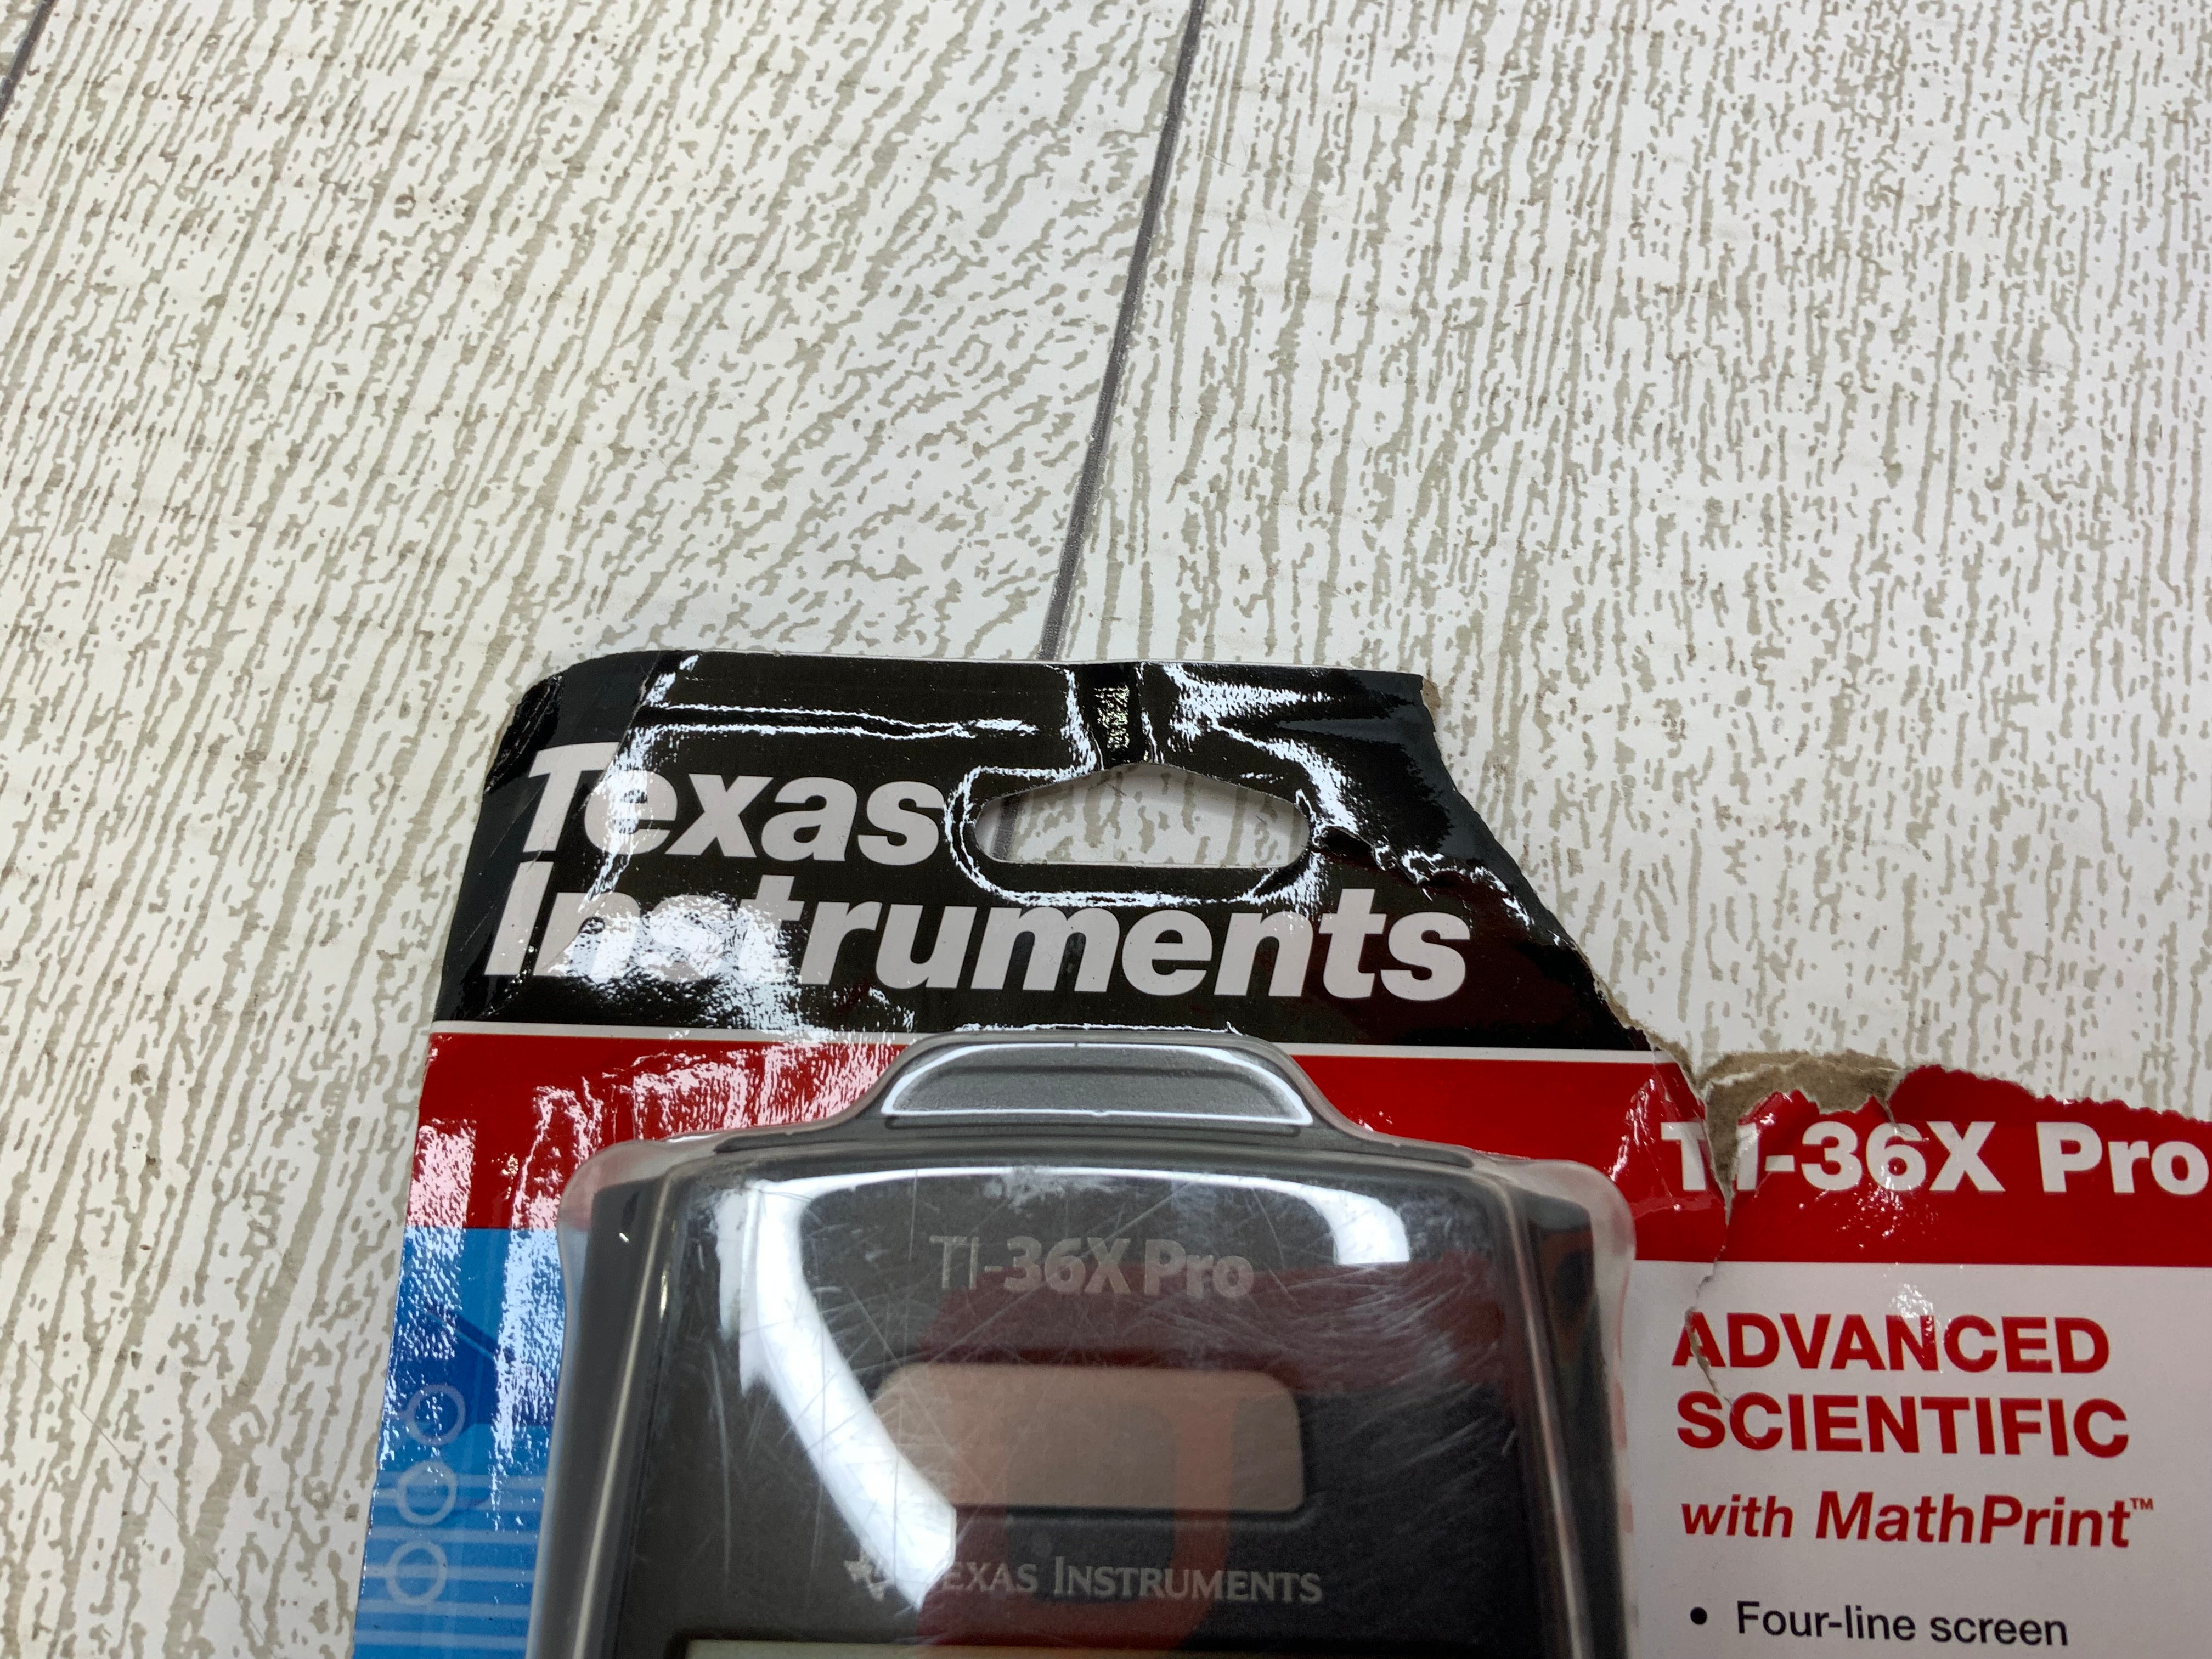 Texas
Instruments
TI-36X Pro
TI-36X Pro
TEXAS INSTRUMENTS
ADVANCED
SCIENTIFIC
with MathPrint™
• Four-line screen